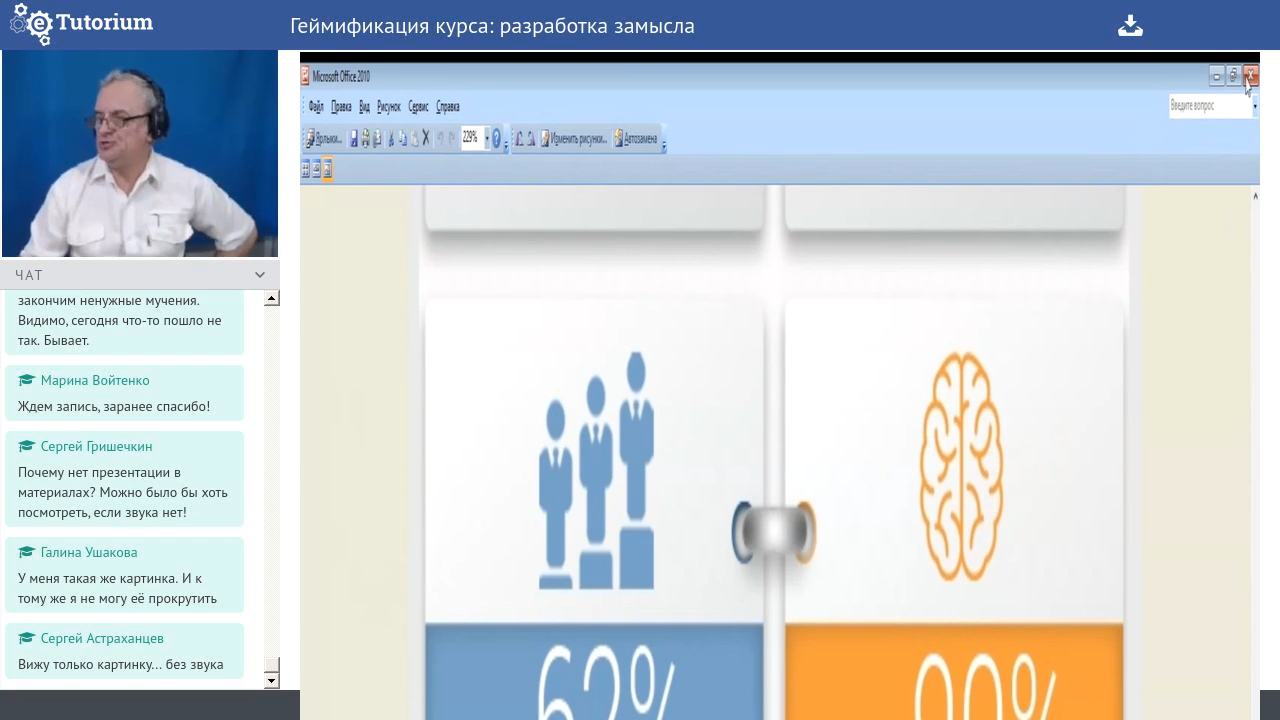 eTutorium
Геймификация курса: разработка замысла
Microsoft Office 2010
Файл Правка Вид Рисунок Сервис Справка
Введите вопрос
Ярлыки... 229% Изменить рисунки... Автозамена
ЧАТ
закончим ненужные мучения.
Видимо, сегодня что-то пошло не
так. Бывает.
Марина Войтенко
Ждем запись, заранее спасибо!
Сергей Гришечкин
Почему нет презентации в
материалах? Можно было бы хоть
посмотреть, если звука нет!
Галина Ушакова
У меня такая же картинка. И к
тому же я не могу её прокрутить
Сергей Астраханцев
Вижу только картинку... без звука